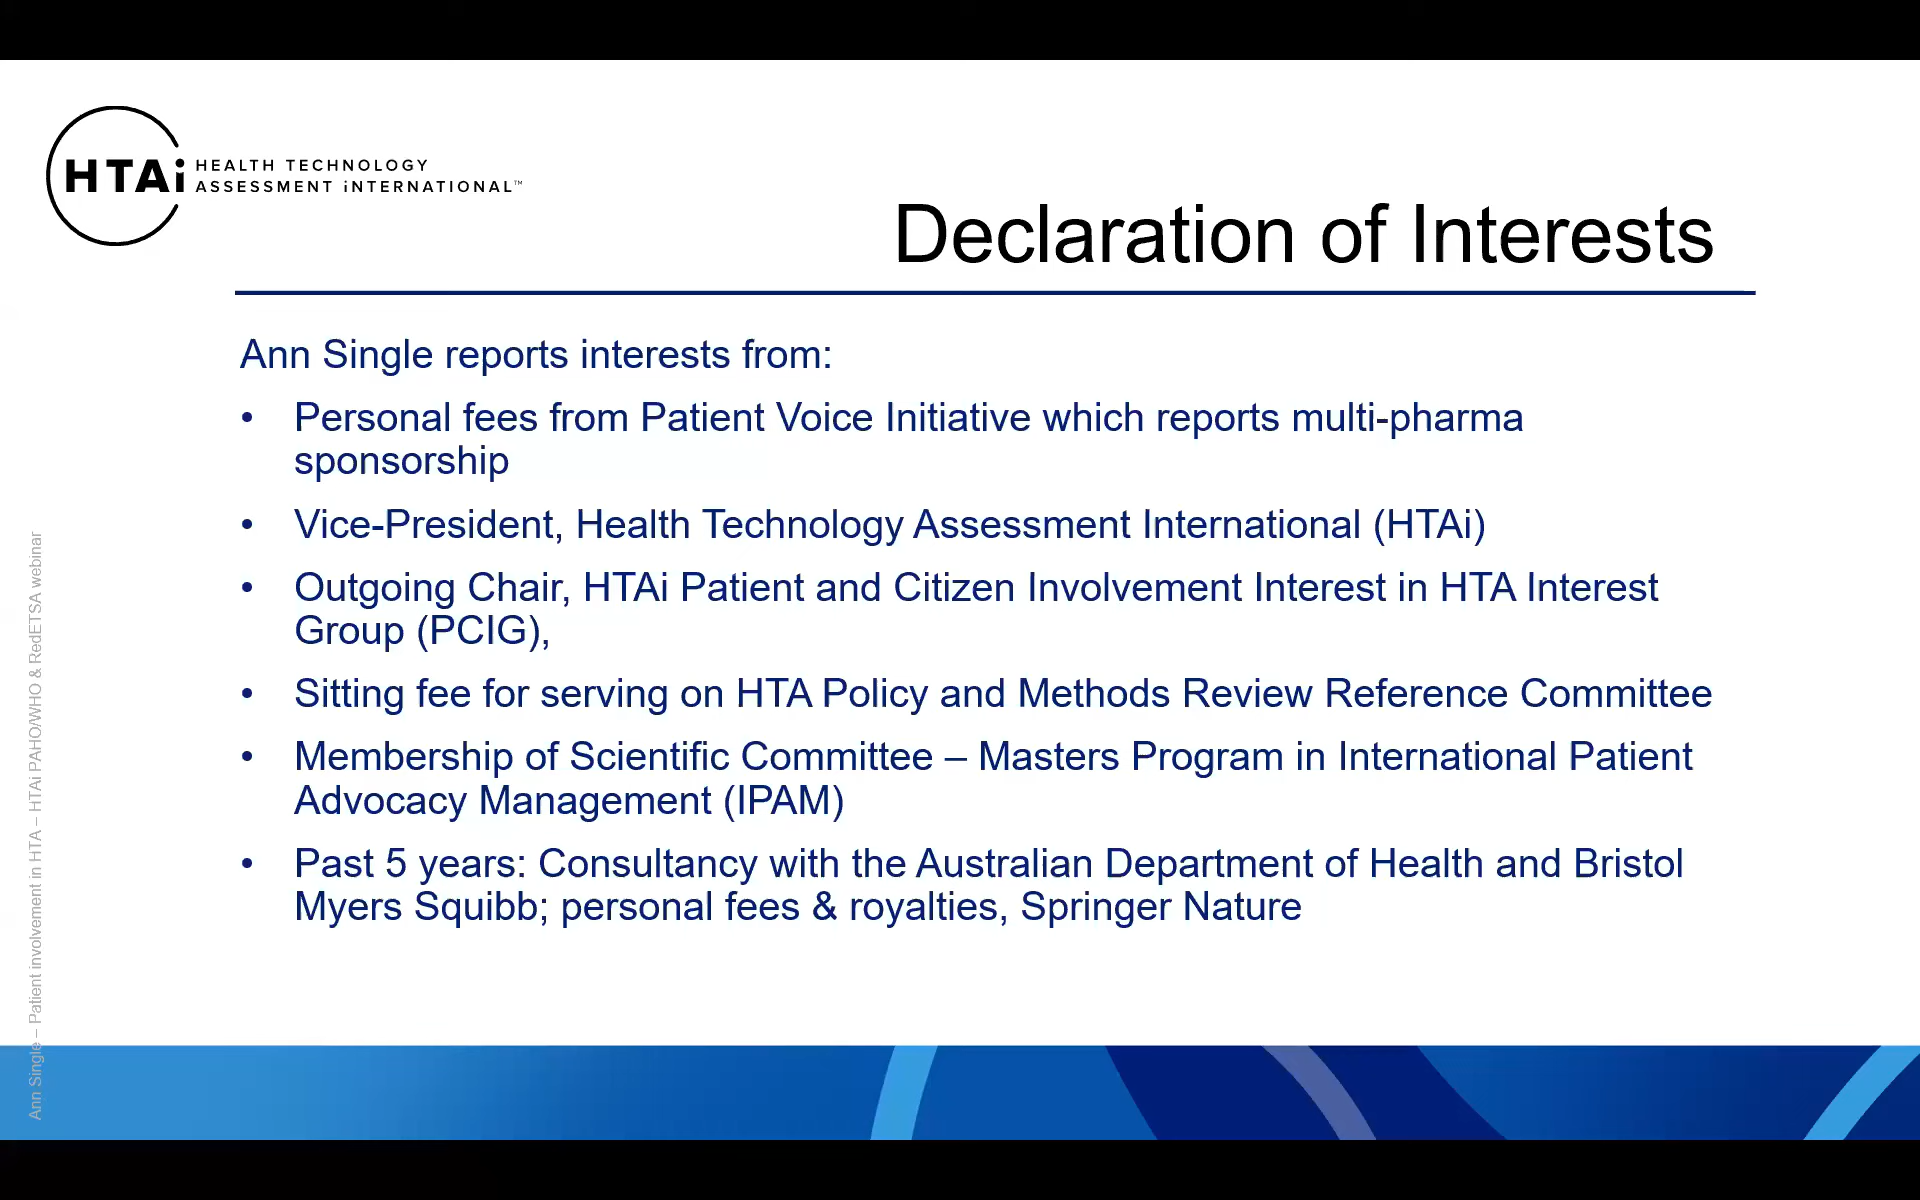 HTAi HEALTH TECHNOLOGY
ASSESSMENT iNTERNATIONAL™
Declaration of Interests
Ann Single reports interests from:
• Personal fees from Patient Voice Initiative which reports multi-pharma
sponsorship
• Vice-President, Health Technology Assessment International (HTAi)
• Outgoing Chair, HTAi Patient and Citizen Involvement Interest in HTA Interest
Group (PCIG),
• Sitting fee for serving on HTA Policy and Methods Review Reference Committee
• Membership of Scientific Committee – Masters Program in International Patient
Advocacy Management (IPAM)
• Past 5 years: Consultancy with the Australian Department of Health and Bristol
Myers Squibb; personal fees & royalties, Springer Nature
Ann Single – Patient involvement in HTA – HTAi PAHO/WHO & RedETSA webinar